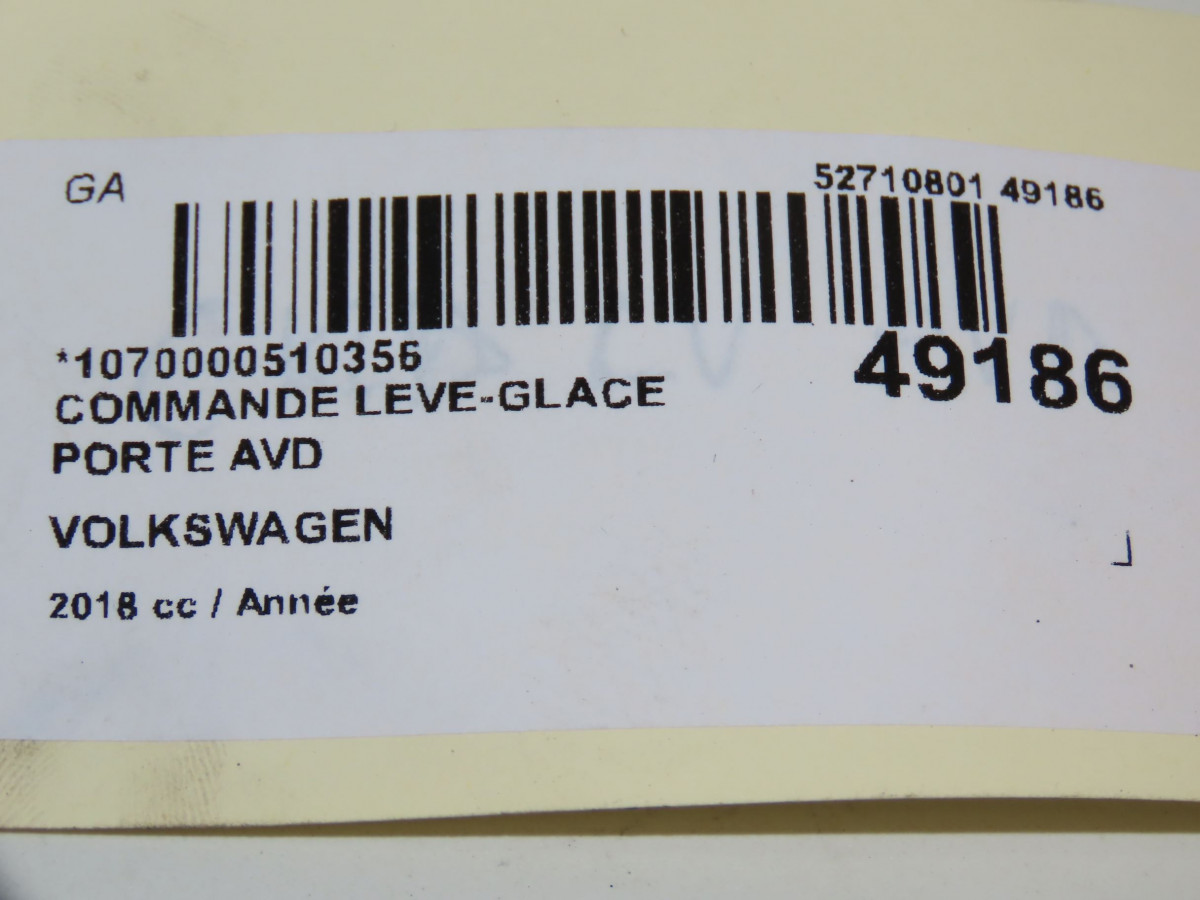 GA
52710801 49186
*1070000510356
49186
COMMANDE LEVE-GLACE
PORTE AVD
VOLKSWAGEN
2018 cc / Année